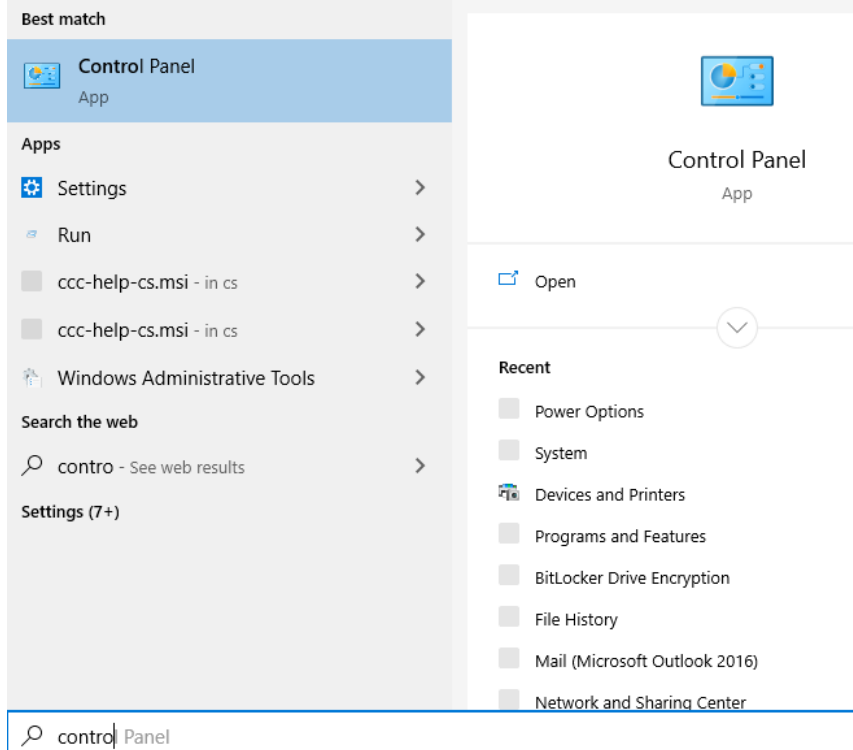 Best match
Control Panel
App
Apps
Settings
Run
ccc-help-cs.msi - in cs
ccc-help-cs.msi - in cs
Windows Administrative Tools
Search the web
contro - See web results
Settings (7+)
Control Panel
App
Open
Recent
Power Options
System
Devices and Printers
Programs and Features
BitLocker Drive Encryption
File History
Mail (Microsoft Outlook 2016)
Network and Sharing Center
control Panel